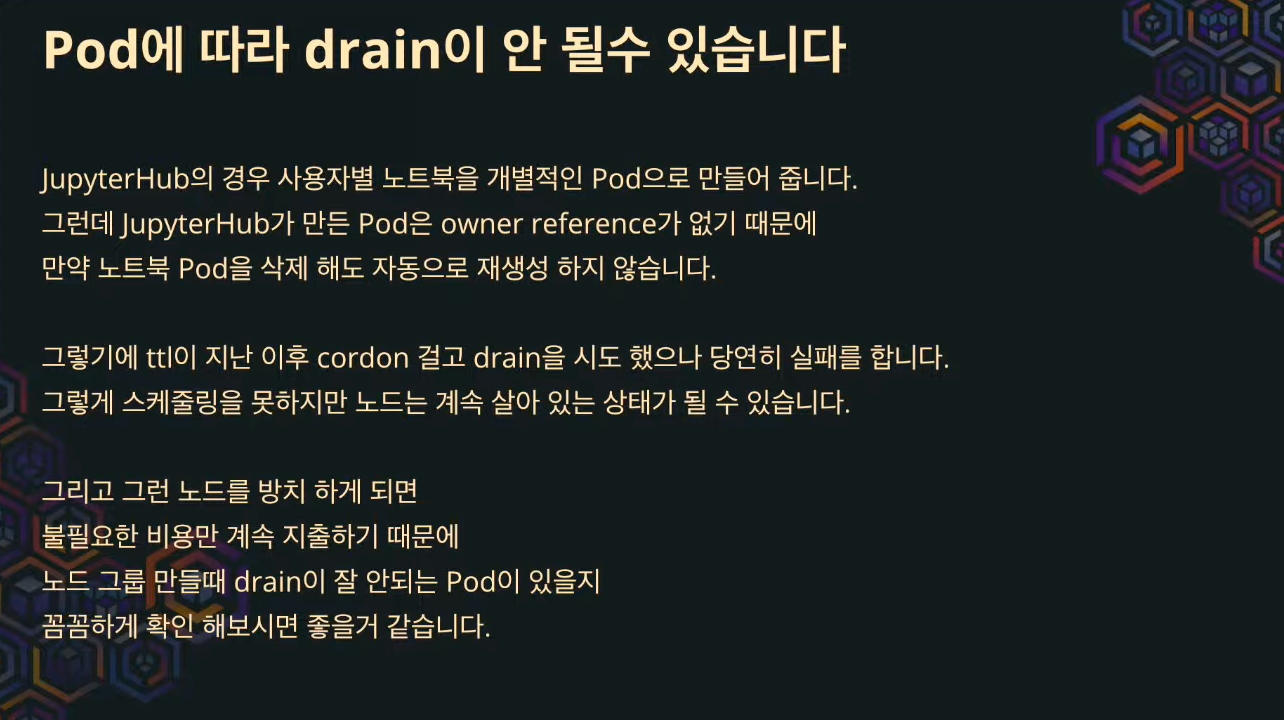 Pod에 따라 drain이 안 될수 있습니다
JupyterHub의 경우 사용자별 노트북을 개별적인 Pod으로 만들어 줍니다.
그런데 JupyterHub가 만든 Pod은 owner reference가 없기 때문에
만약 노트북 Pod을 삭제 해도 자동으로 재생성 하지 않습니다.
그렇기에 ttl이 지난 이후 cordon 걸고 drain을 시도 했으나 당연히 실패를 합니다.
그렇게 스케줄링을 못하지만 노드는 계속 살아 있는 상태가 될 수 있습니다.
그리고 그런 노드를 방치 하게 되면
불필요한 비용만 계속 지출하기 때문에
노드 그룹 만들때 drain이 잘 안되는 Pod이 있을지
꼼꼼하게 확인 해보시면 좋을거 같습니다.